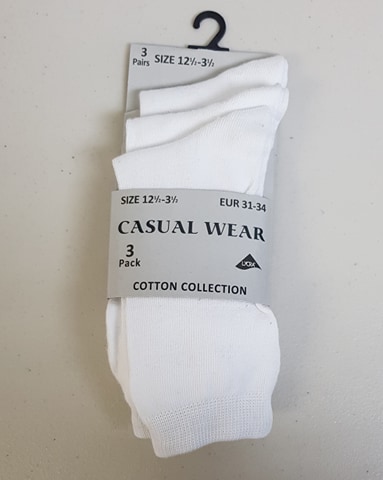 3 SIZE 12½-3½
Pairs
SIZE 12½-3½ EUR 31-34
CASUAL WEAR
3
Pack
COTTON COLLECTION